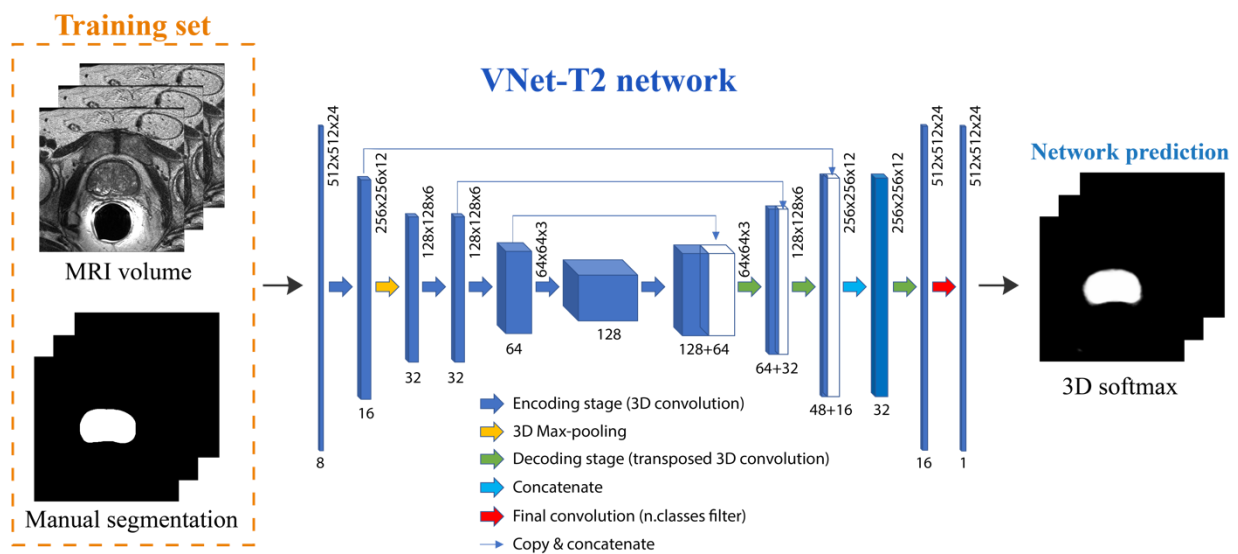 Training set
MRI volume
Manual segmentation
VNet-T2 network
512x512x24
8
256x256x12
16
128x128x6
32
128x128x6
32
64x64x3
64
128
128+64
64x64x3
64+32
128x128x6
48+16
256x256x12
32
256x256x12
16
512x512x24
1
512x512x24
Encoding stage (3D convolution)
3D Max-pooling
Decoding stage (transposed 3D convolution)
Concatenate
Final convolution (n.classes filter)
Copy & concatenate
Network prediction
3D softmax